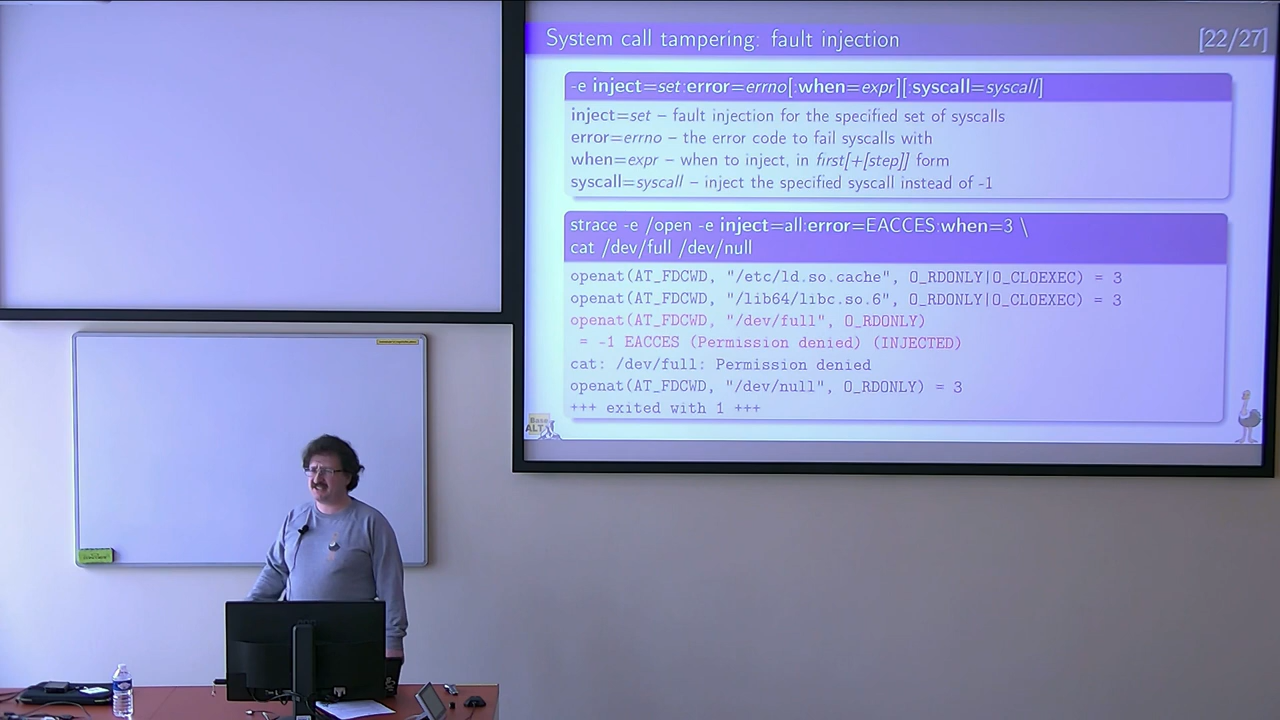 System call tampering: fault injection
[22/27]
-e inject=set:error=errno[:when=expr][:syscall=syscall]
inject=set – fault injection for the specified set of syscalls
error=errno – the error code to fail syscalls with
when=expr – when to inject, in first[+[step]] form
syscall=syscall – inject the specified syscall instead of -1
strace -e /open -e inject=all:error=EACCES:when=3 \
cat /dev/full /dev/null
openat(AT_FDCWD, "/etc/ld.so.cache", O_RDONLY|O_CLOEXEC) = 3
openat(AT_FDCWD, "/lib64/libc.so.6", O_RDONLY|O_CLOEXEC) = 3
openat(AT_FDCWD, "/dev/full", O_RDONLY)
= -1 EACCES (Permission denied) (INJECTED)
cat: /dev/full: Permission denied
openat(AT_FDCWD, "/dev/null", O_RDONLY) = 3
+++ exited with 1 +++
Base
ALT